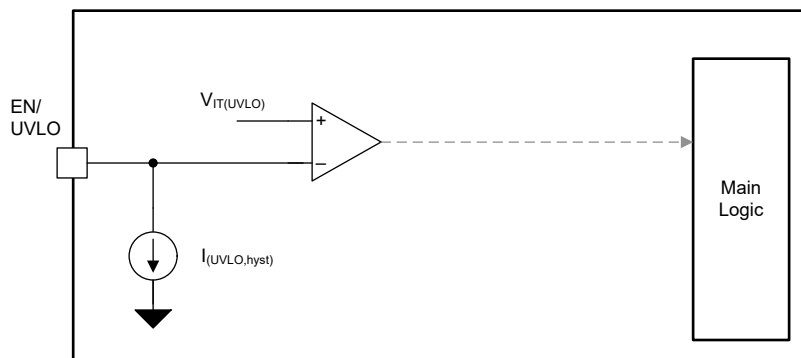 EN/
UVLO
V_IT(UVLO)
+
−
I_(UVLO,hyst)
Main
Logic